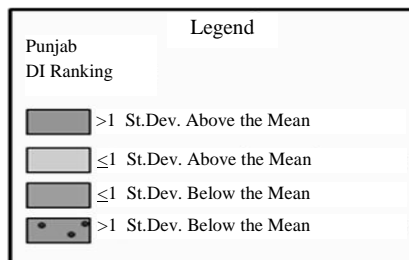 Legend
Punjab
DI Ranking
>1 St.Dev. Above the Mean
≤1 St.Dev. Above the Mean
≤1 St.Dev. Below the Mean
>1 St.Dev. Below the Mean